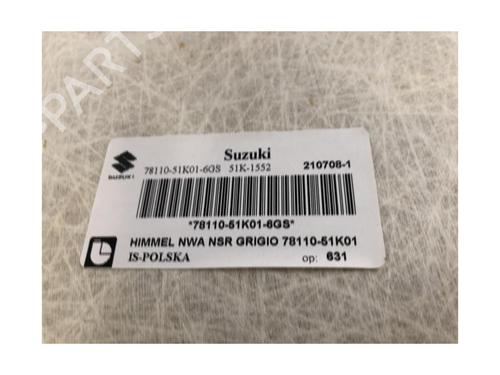 Suzuki
SUZUKI
78110-51K01-6GS 51K-1552 210708-1
*78110-51K01-6GS*
HIMMEL NWA NSR GRIGIO 78110-51K01
IS-POLSKA op: 631